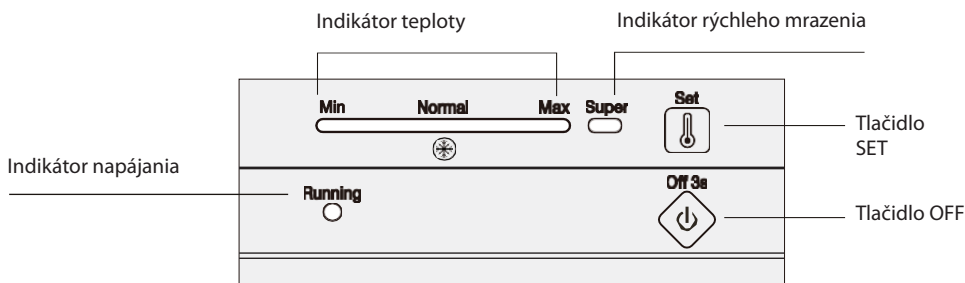 Indikátor teploty
Indikátor rýchleho mrazenia
Min Normal Max Super Set
Tlačidlo
SET
Indikátor napájania
Running
Off 3s
Tlačidlo OFF